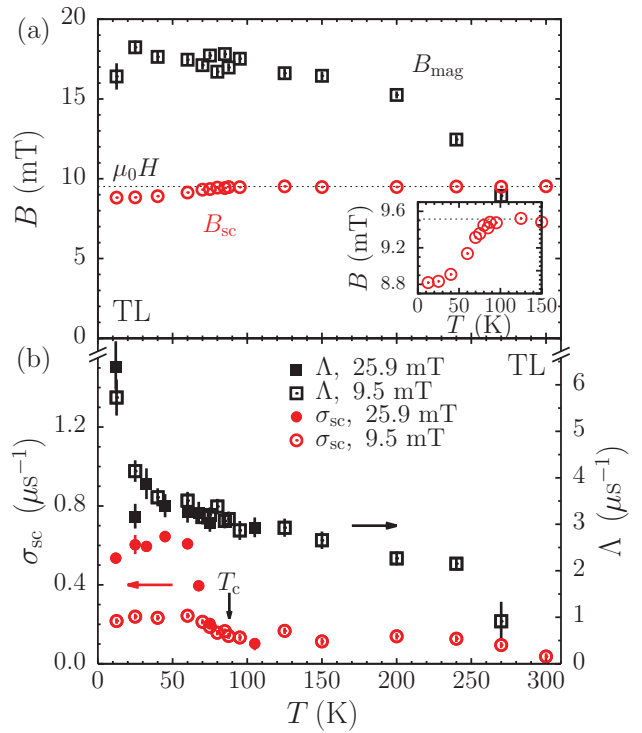 (a)
20
15
10
5
0
B (mT)
B_mag
μ₀H
B_sc
TL
9.6
9.2
8.8
B (mT)
0 50 100 150
T (K)
(b)
TL
Λ, 25.9 mT
Λ, 9.5 mT
σ_sc, 25.9 mT
σ_sc, 9.5 mT
1.2
0.8
0.4
0.0
σ_sc (μs⁻¹)
T_c
6
5
4
3
2
1
0
Λ (μs⁻¹)
0 50 100 150 200 250 300
T (K)